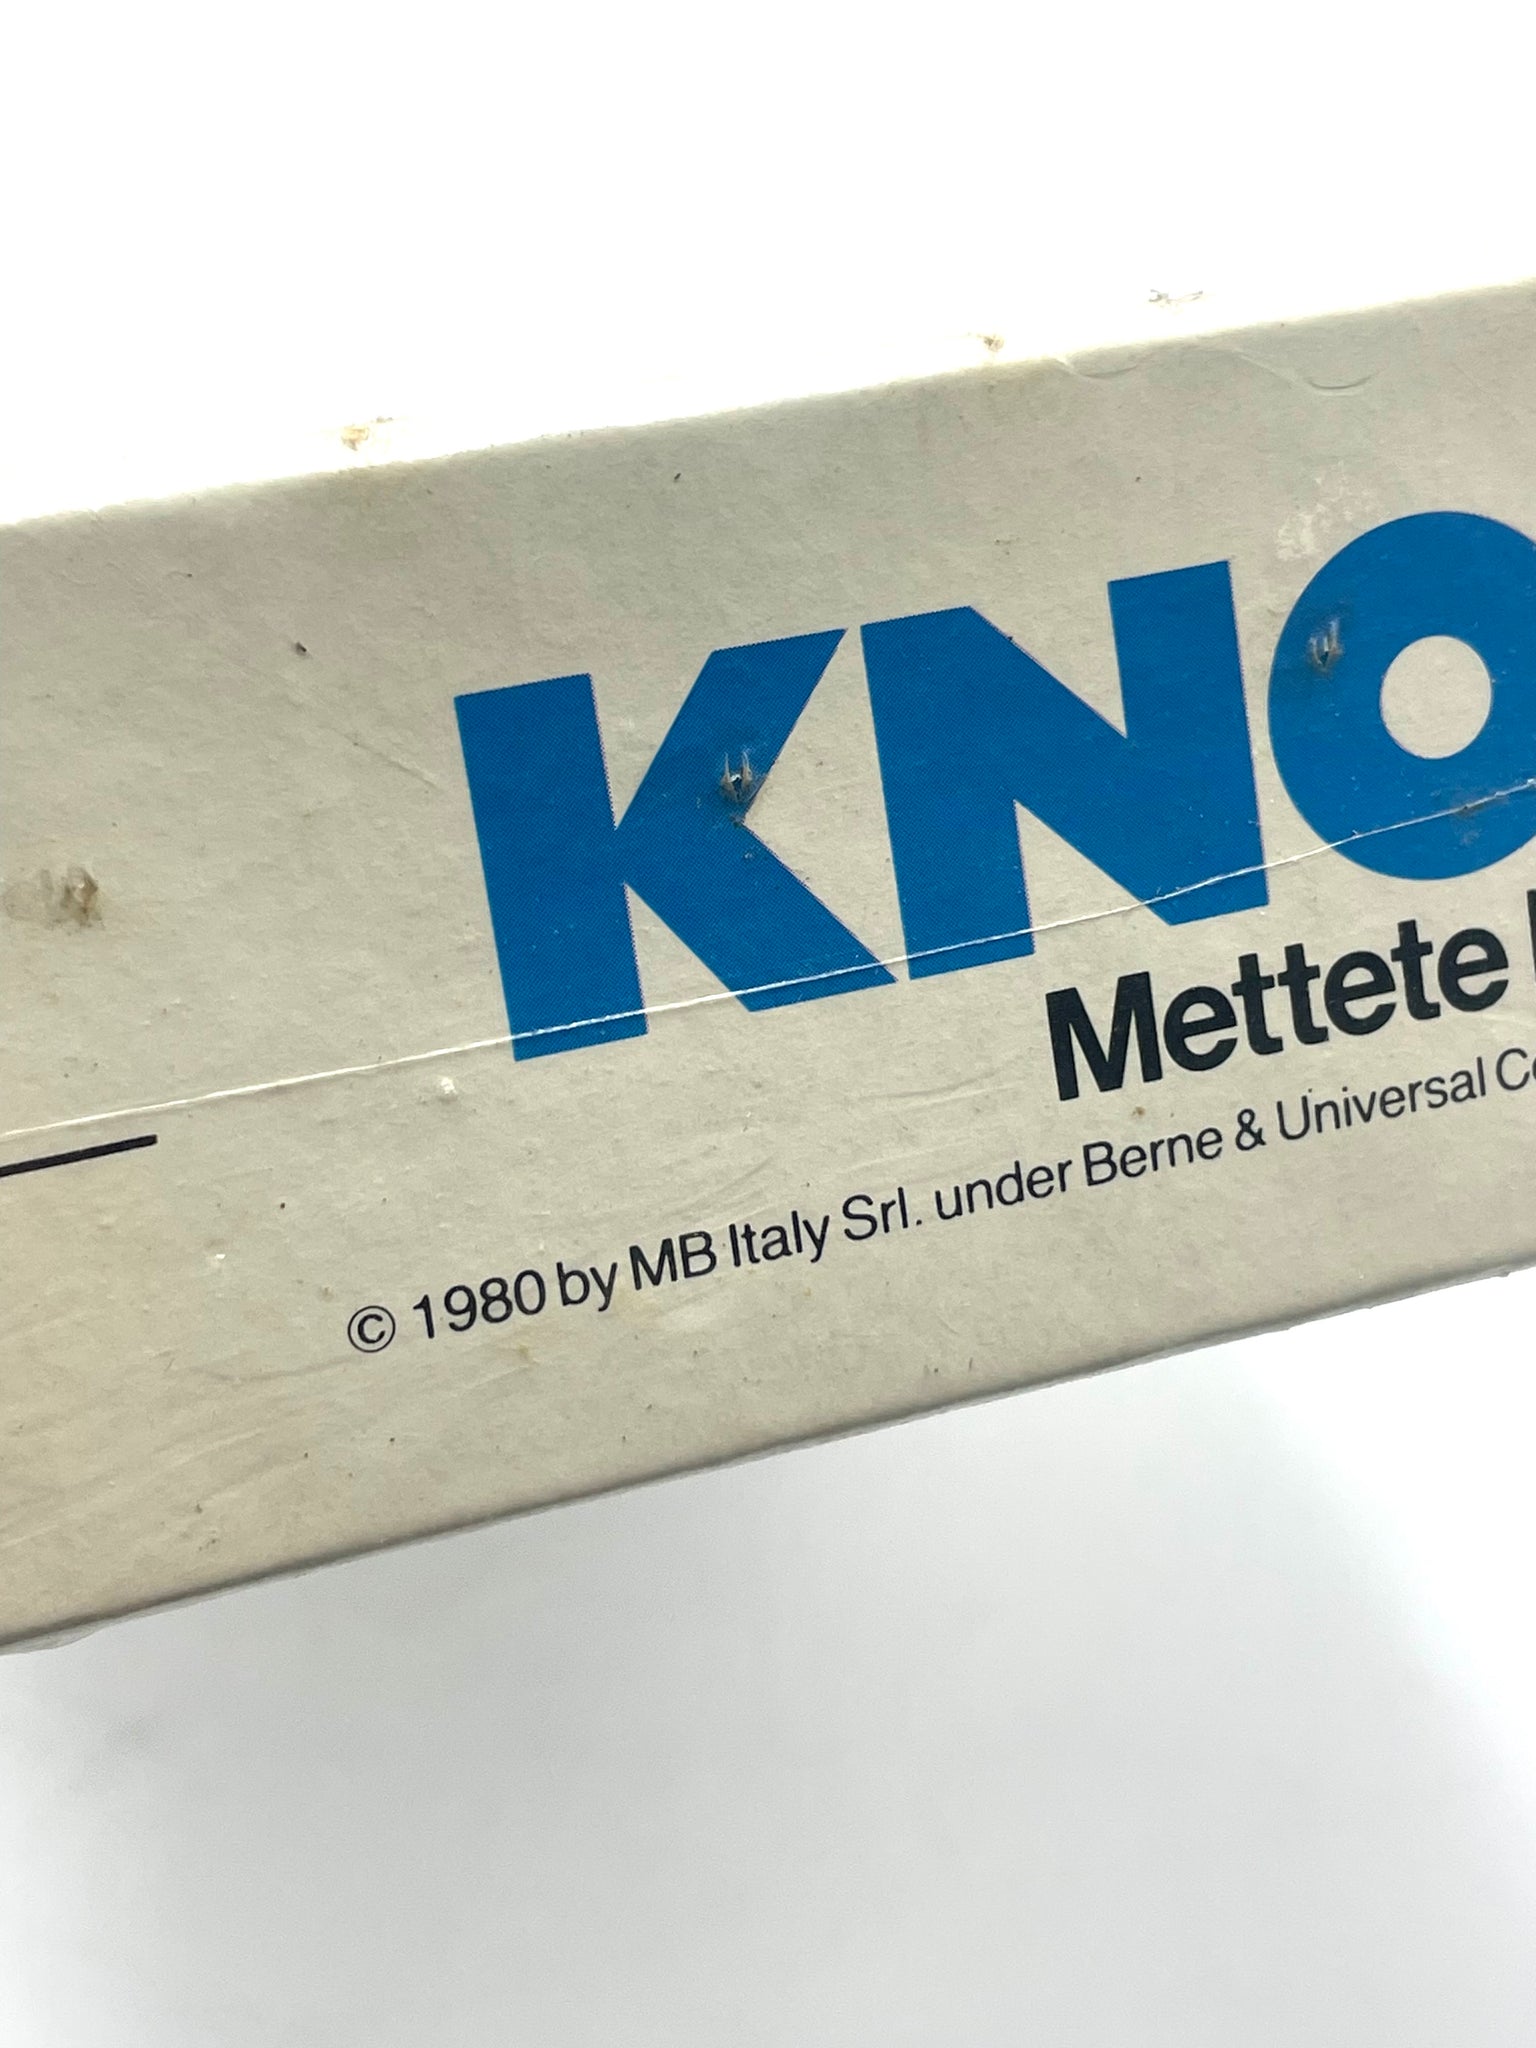 KNO
Mettete
© 1980 by MB Italy Srl. under Berne & Universal